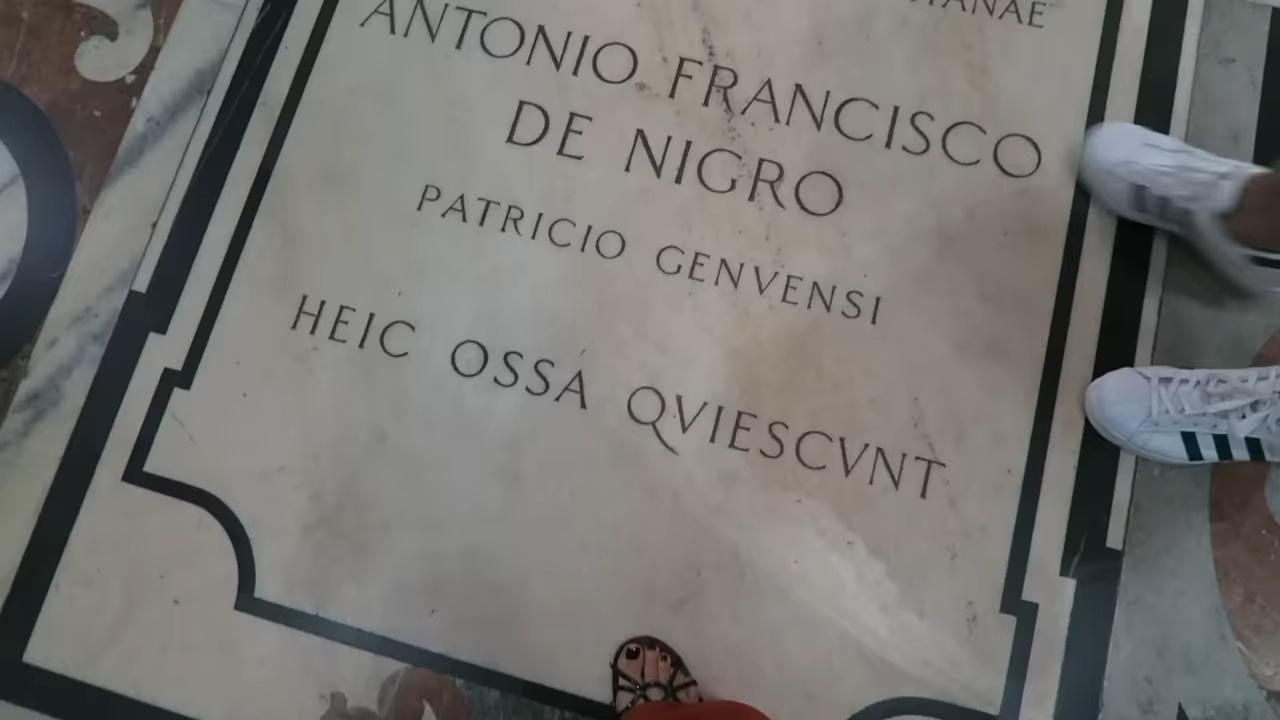 ANTONIO FRANCISCO
DE NIGRO
PATRICIO GENVENSI
HEIC OSSA QVIESCVNT